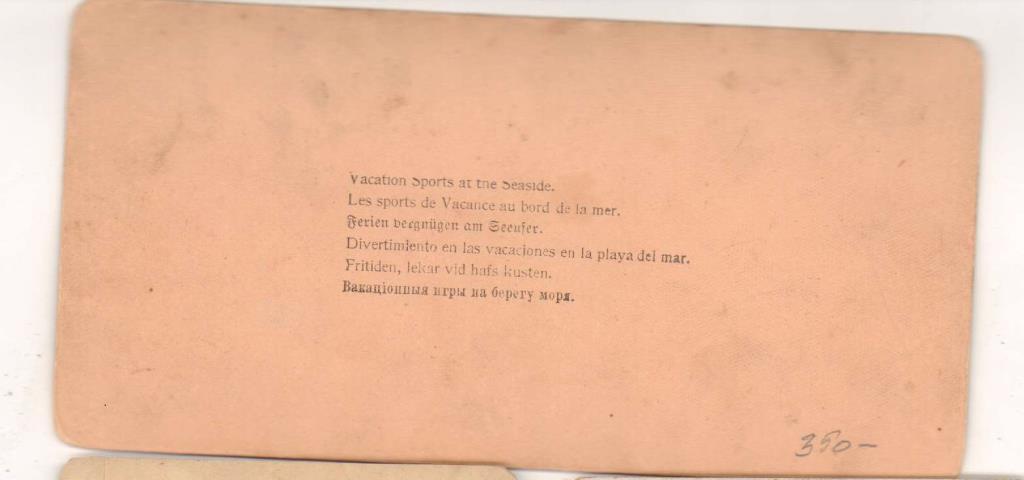 Vacation Sports at the Seaside.
Les sports de Vacance au bord de la mer.
Ferien vergnügen am Seeufer.
Divertimiento en las vacaciones en la playa del mar.
Fritiden, lekar vid hafs kusten.
Вакаціонныя игры на берегу моря.
350–